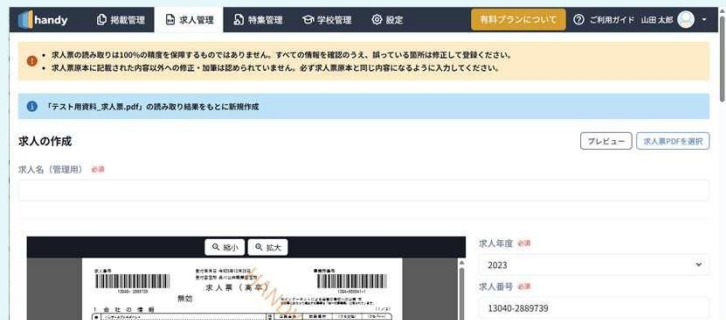 handy
掲載管理
求人管理
特集管理
学校管理
設定
有料プランについて
ご利用ガイド
山田 太郎
• 求人票の読み取りは100%の精度を保障するものではありません。すべての情報を確認のうえ、誤っている箇所は修正して登録ください。
• 求人票原本に記載された内容以外への修正・加筆は認められていません。必ず求人票原本と同じ内容になるように入力してください。
「テスト用資料_求人票.pdf」の読み取り結果をもとに新規作成
求人の作成
プレビュー
求人票PDFを選択
求人名（管理用） 必須
縮小
拡大
求人票（高卒）
無効
1 会社の情報
求人年度 必須
2023
求人番号 必須
13040-2889739